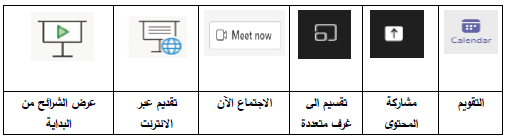 Calendar
Meet now
التقويم
مشاركة
المحتوى
تقسيم الى
غرف متعددة
الاجتماع الآن
تقديم عبر
الانترنت
عرض الشرائح من
البداية